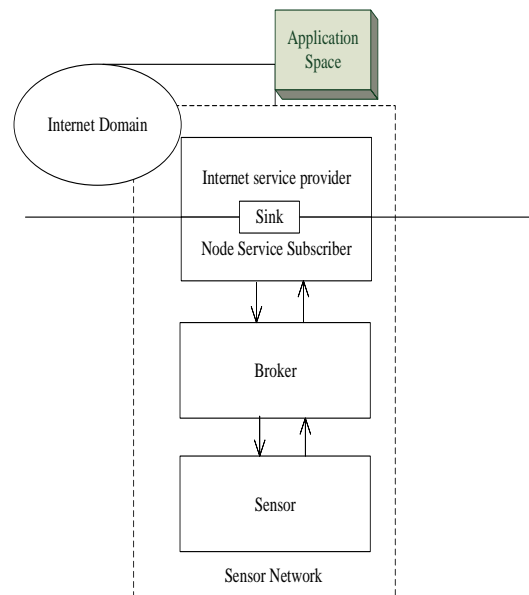 Application
Space
Internet Domain
Internet service provider
Sink
Node Service Subscriber
Broker
Sensor
Sensor Network